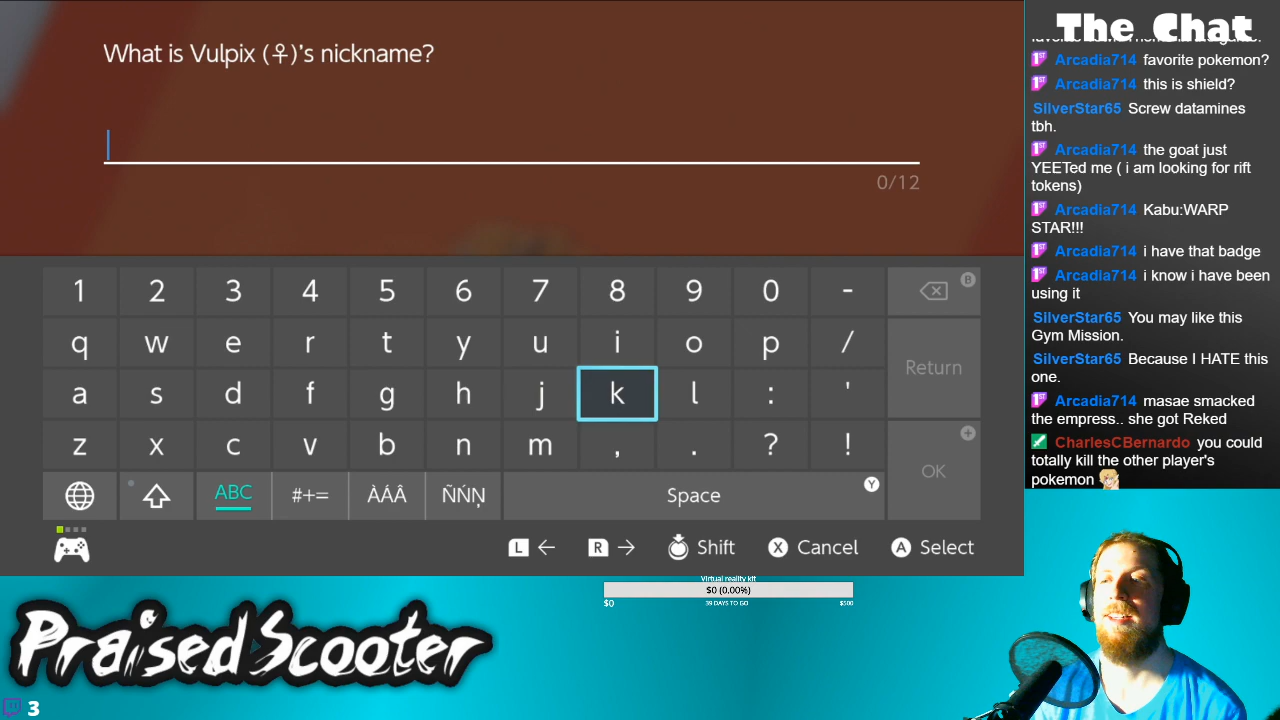 What is Vulpix (♀)'s nickname?
0/12
1 2 3 4 5 6 7 8 9 0 -
q w e r t y u i o p /
Return
a s d f g h j k l : '
z x c v b n m , . ? !
OK
ABC #+= ÀÁÂ ÑŃŅ Space
B
+
Y
L ← R → Shift X Cancel A Select
The Chat
Arcadia714 favorite pokemon?
Arcadia714 this is shield?
SilverStar65 Screw datamines
tbh.
Arcadia714 the goat just
YEETed me ( i am looking for rift
tokens)
Arcadia714 Kabu:WARP
STAR!!!
Arcadia714 i have that badge
Arcadia714 i know i have been
using it
SilverStar65 You may like this
Gym Mission.
SilverStar65 Because I HATE this
one.
Arcadia714 masae smacked
the empress.. she got Reked
CharlesCBernardo you could
totally kill the other player's
pokemon
Virtual reality kit
$0 (0.00%)
$0 39 DAYS TO GO $500
PraisedScooter
3